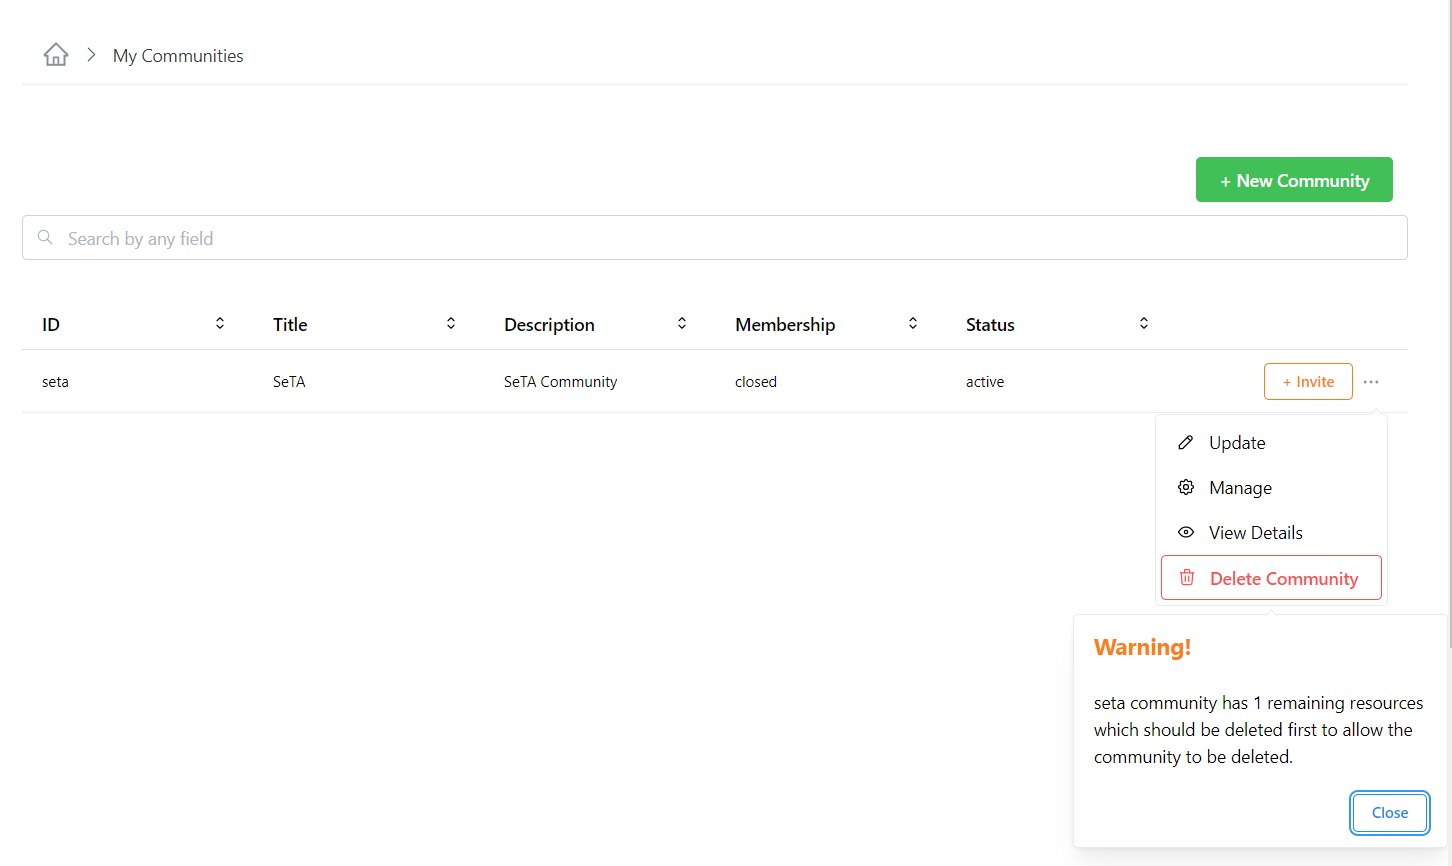 My Communities
+ New Community
Search by any field
ID Title Description Membership Status
seta SeTA SeTA Community closed active + Invite
Update
Manage
View Details
Delete Community
Warning!
seta community has 1 remaining resources
which should be deleted first to allow the
community to be deleted.
Close